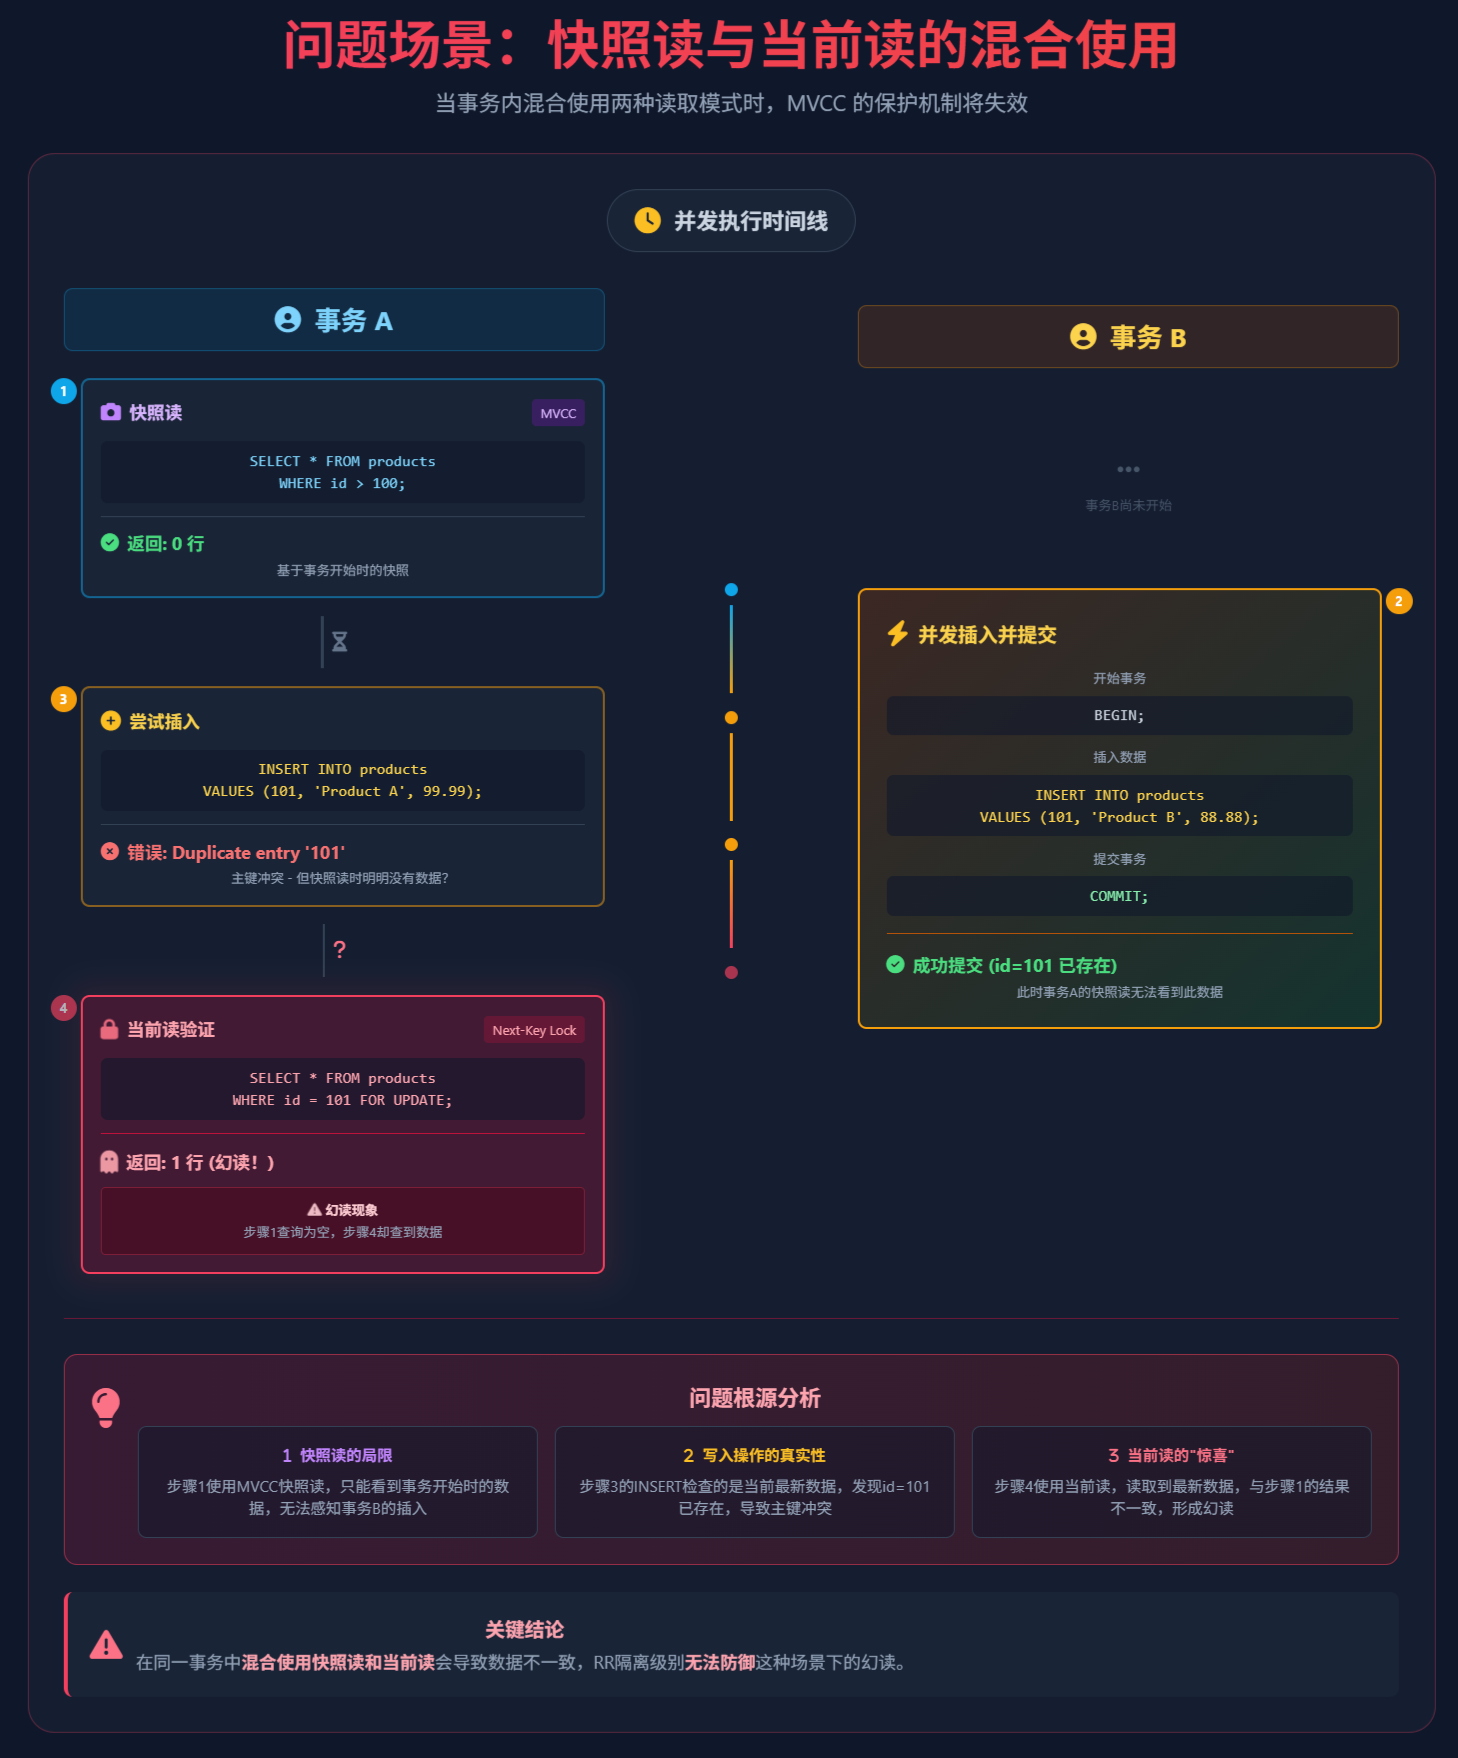 问题场景：快照读与当前读的混合使用
当事务内混合使用两种读取模式时，MVCC 的保护机制将失效
并发执行时间线
事务 A
1
快照读
MVCC
SELECT * FROM products
WHERE id > 100;
返回: 0 行
基于事务开始时的快照
3
尝试插入
INSERT INTO products
VALUES (101, 'Product A', 99.99);
错误: Duplicate entry '101'
主键冲突 - 但快照读时明明没有数据?
?
4
当前读验证
Next-Key Lock
SELECT * FROM products
WHERE id = 101 FOR UPDATE;
返回: 1 行 (幻读！)
幻读现象
步骤1查询为空，步骤4却查到数据
事务 B
事务B尚未开始
2
并发插入并提交
开始事务
BEGIN;
插入数据
INSERT INTO products
VALUES (101, 'Product B', 88.88);
提交事务
COMMIT;
成功提交 (id=101 已存在)
此时事务A的快照读无法看到此数据
问题根源分析
1 快照读的局限
步骤1使用MVCC快照读，只能看到事务开始时的数
据，无法感知事务B的插入
2 写入操作的真实性
步骤3的INSERT检查的是当前最新数据，发现id=101
已存在，导致主键冲突
3 当前读的"惊喜"
步骤4使用当前读，读取到最新数据，与步骤1的结果
不一致，形成幻读
关键结论
在同一事务中混合使用快照读和当前读会导致数据不一致，RR隔离级别无法防御这种场景下的幻读。